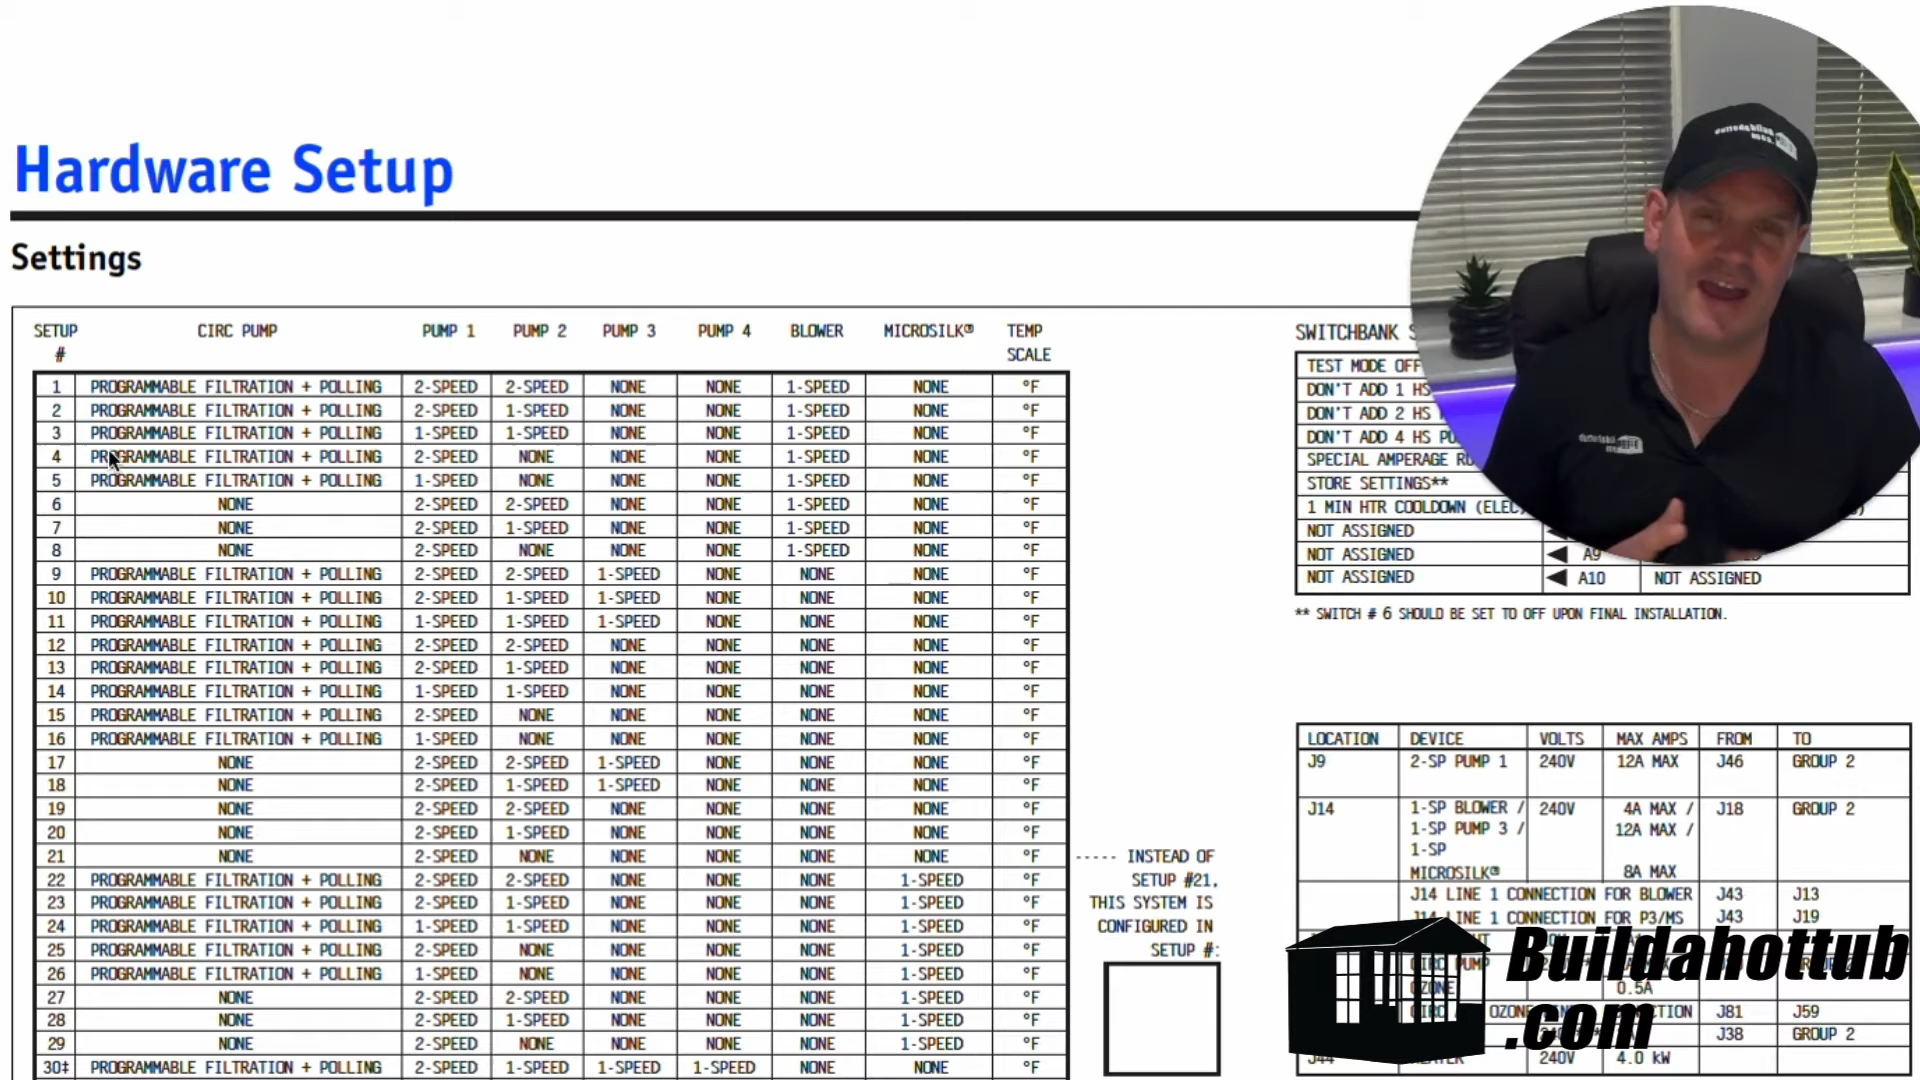 Hardware Setup
Settings
SETUP # CIRC PUMP PUMP 1 PUMP 2 PUMP 3 PUMP 4 BLOWER MICROSILK® TEMP SCALE
1 PROGRAMMABLE FILTRATION + POLLING 2-SPEED 2-SPEED NONE NONE 1-SPEED NONE °F
2 PROGRAMMABLE FILTRATION + POLLING 2-SPEED 1-SPEED NONE NONE 1-SPEED NONE °F
3 PROGRAMMABLE FILTRATION + POLLING 1-SPEED 1-SPEED NONE NONE 1-SPEED NONE °F
4 PROGRAMMABLE FILTRATION + POLLING 2-SPEED NONE NONE NONE 1-SPEED NONE °F
5 PROGRAMMABLE FILTRATION + POLLING 1-SPEED NONE NONE NONE 1-SPEED NONE °F
6 NONE 2-SPEED 2-SPEED NONE NONE 1-SPEED NONE °F
7 NONE 2-SPEED 1-SPEED NONE NONE 1-SPEED NONE °F
8 NONE 2-SPEED NONE NONE NONE 1-SPEED NONE °F
9 PROGRAMMABLE FILTRATION + POLLING 2-SPEED 2-SPEED 1-SPEED NONE NONE NONE °F
10 PROGRAMMABLE FILTRATION + POLLING 2-SPEED 1-SPEED 1-SPEED NONE NONE NONE °F
11 PROGRAMMABLE FILTRATION + POLLING 1-SPEED 1-SPEED 1-SPEED NONE NONE NONE °F
12 PROGRAMMABLE FILTRATION + POLLING 2-SPEED 2-SPEED NONE NONE NONE NONE °F
13 PROGRAMMABLE FILTRATION + POLLING 2-SPEED 1-SPEED NONE NONE NONE NONE °F
14 PROGRAMMABLE FILTRATION + POLLING 1-SPEED 1-SPEED NONE NONE NONE NONE °F
15 PROGRAMMABLE FILTRATION + POLLING 2-SPEED NONE NONE NONE NONE NONE °F
16 PROGRAMMABLE FILTRATION + POLLING 1-SPEED NONE NONE NONE NONE NONE °F
17 NONE 2-SPEED 2-SPEED 1-SPEED NONE NONE NONE °F
18 NONE 2-SPEED 1-SPEED 1-SPEED NONE NONE NONE °F
19 NONE 2-SPEED 2-SPEED NONE NONE NONE NONE °F
20 NONE 2-SPEED 1-SPEED NONE NONE NONE NONE °F
21 NONE 2-SPEED NONE NONE NONE NONE NONE °F
22 PROGRAMMABLE FILTRATION + POLLING 2-SPEED 2-SPEED NONE NONE NONE 1-SPEED °F
23 PROGRAMMABLE FILTRATION + POLLING 2-SPEED 1-SPEED NONE NONE NONE 1-SPEED °F
24 PROGRAMMABLE FILTRATION + POLLING 1-SPEED 1-SPEED NONE NONE NONE 1-SPEED °F
25 PROGRAMMABLE FILTRATION + POLLING 2-SPEED NONE NONE NONE NONE 1-SPEED °F
26 PROGRAMMABLE FILTRATION + POLLING 1-SPEED NONE NONE NONE NONE 1-SPEED °F
27 NONE 2-SPEED 2-SPEED NONE NONE NONE 1-SPEED °F
28 NONE 2-SPEED 1-SPEED NONE NONE NONE 1-SPEED °F
29 NONE 2-SPEED NONE NONE NONE NONE 1-SPEED °F
30‡ PROGRAMMABLE FILTRATION + POLLING 2-SPEED 1-SPEED 1-SPEED 1-SPEED NONE NONE °F
----- INSTEAD OF
SETUP #21,
THIS SYSTEM IS
CONFIGURED IN
SETUP #:
SWITCHBANK
TEST MODE OFF
DON'T ADD 1 HS
DON'T ADD 2 HS
DON'T ADD 4 HS
SPECIAL AMPERAGE
STORE SETTINGS**
1 MIN HTR COOLDOWN
NOT ASSIGNED
NOT ASSIGNED A9
NOT ASSIGNED A10 NOT ASSIGNED
** SWITCH # 6 SHOULD BE SET TO OFF UPON FINAL INSTALLATION.
LOCATION DEVICE VOLTS MAX AMPS FROM TO
J9 2-SP PUMP 1 240V 12A MAX J46 GROUP 2
J14 1-SP BLOWER / 240V 4A MAX / J18 GROUP 2
1-SP PUMP 3 / 12A MAX /
1-SP
MICROSILK® 8A MAX
J14 LINE 1 CONNECTION FOR BLOWER J43 J13
J14 LINE 1 CONNECTION FOR P3/MS J43 J19
CIRC PUMP
OZONE 0.5A
OZONE J81 J59
J38 GROUP 2
240V 4.0 kW
Buildahottub
.com